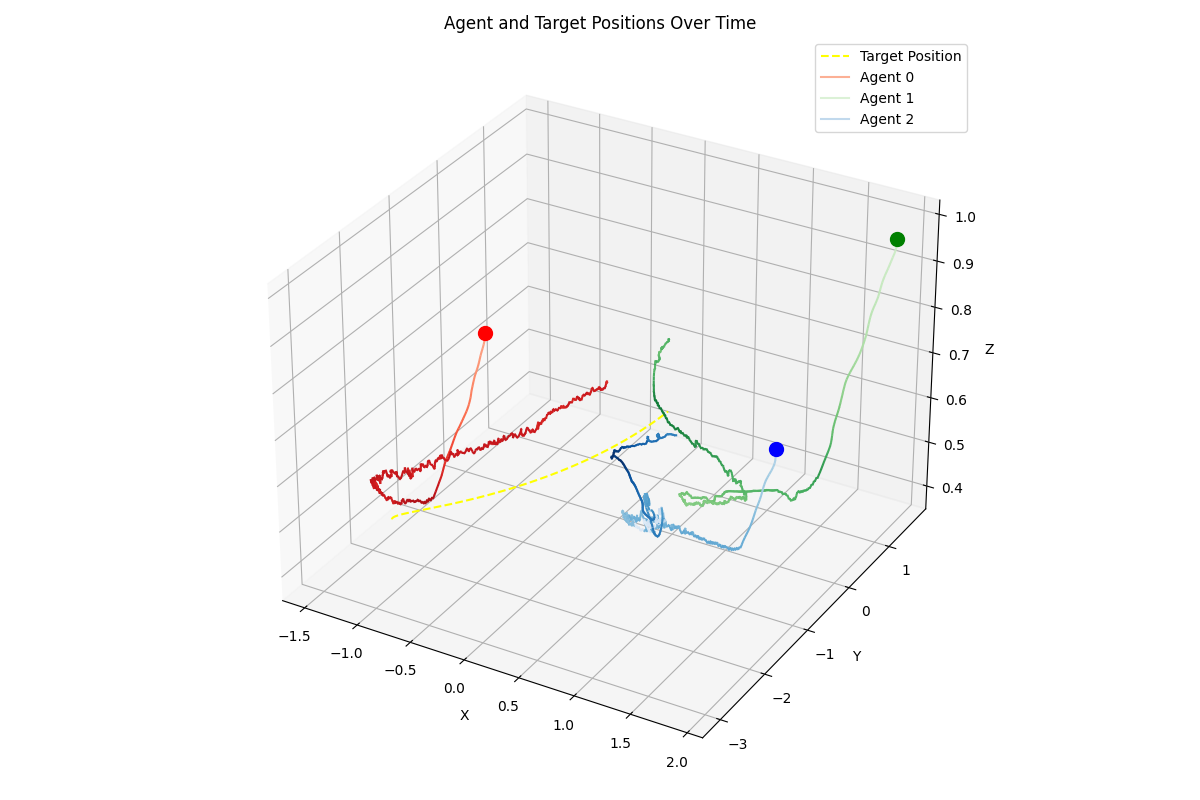 Agent and Target Positions Over Time
Target Position
Agent 0
Agent 1
Agent 2
1.0
0.9
0.8
0.7
0.6
0.5
0.4
Z
1
0
−1
−2
−3
Y
−1.5
−1.0
−0.5
0.0
0.5
1.0
1.5
2.0
X